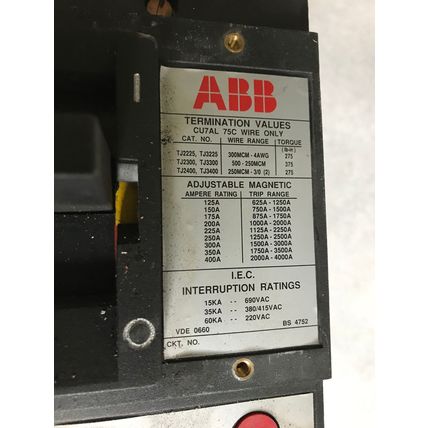 ABB
TERMINATION VALUES
CU7AL 75C WIRE ONLY
CAT. NO. WIRE RANGE TORQUE
(lb-in)
TJ2225, TJ3225 300MCM - 4AWG 275
TJ2300, TJ3300 500 - 250MCM 375
TJ2400, TJ3400 250MCM - 3/0 (2) 275
ADJUSTABLE MAGNETIC
AMPERE RATING TRIP RANGE
125A 625A - 1250A
150A 750A - 1500A
175A 875A - 1750A
200A 1000A - 2000A
225A 1125A - 2250A
250A 1250A - 2500A
300A 1500A - 3000A
350A 1750A - 3500A
400A 2000A - 4000A
I.E.C.
INTERRUPTION RATINGS
15KA -- 690VAC
35KA -- 380/415VAC
60KA -- 220VAC
VDE 0660 BS 4752
CKT. NO.